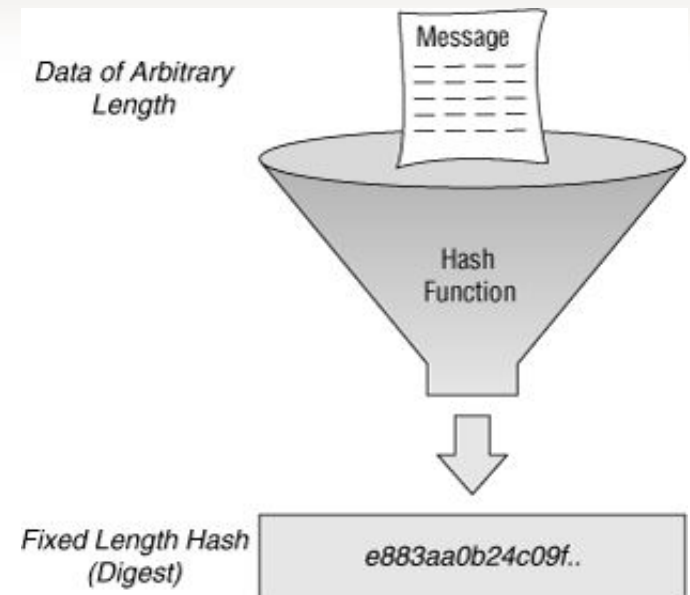 Message
Data of Arbitrary
Length
Hash
Function
Fixed Length Hash
(Digest)
e883aa0b24c09f..